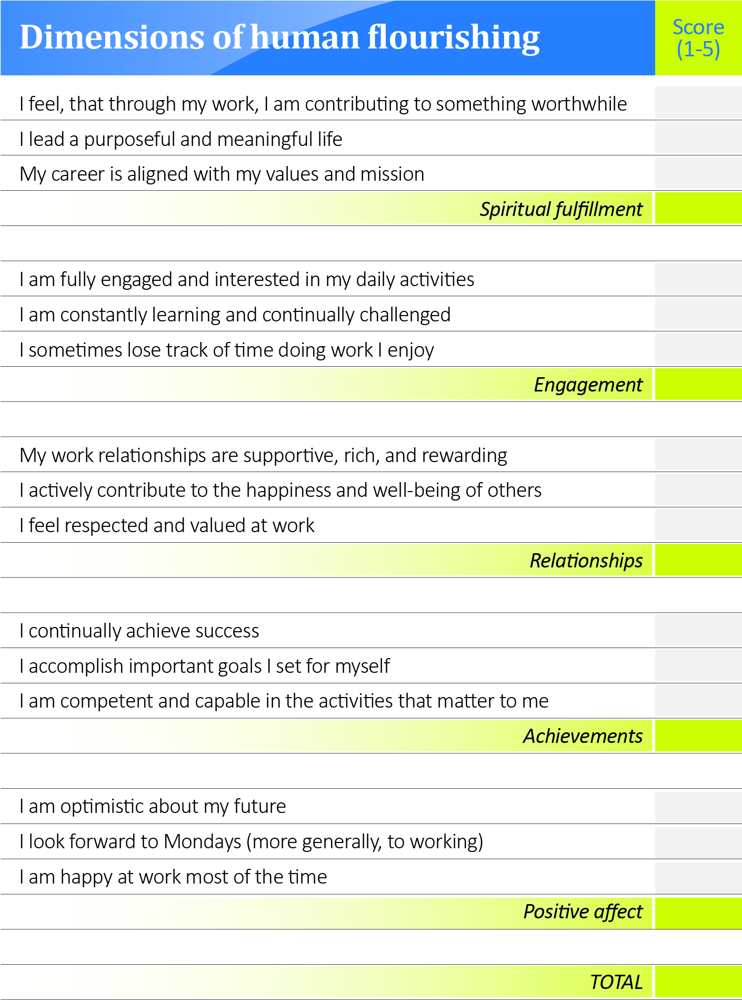 Dimensions of human flourishing
Score
(1-5)
I feel, that through my work, I am contributing to something worthwhile
I lead a purposeful and meaningful life
My career is aligned with my values and mission
Spiritual fulfillment
I am fully engaged and interested in my daily activities
I am constantly learning and continually challenged
I sometimes lose track of time doing work I enjoy
Engagement
My work relationships are supportive, rich, and rewarding
I actively contribute to the happiness and well-being of others
I feel respected and valued at work
Relationships
I continually achieve success
I accomplish important goals I set for myself
I am competent and capable in the activities that matter to me
Achievements
I am optimistic about my future
I look forward to Mondays (more generally, to working)
I am happy at work most of the time
Positive affect
TOTAL